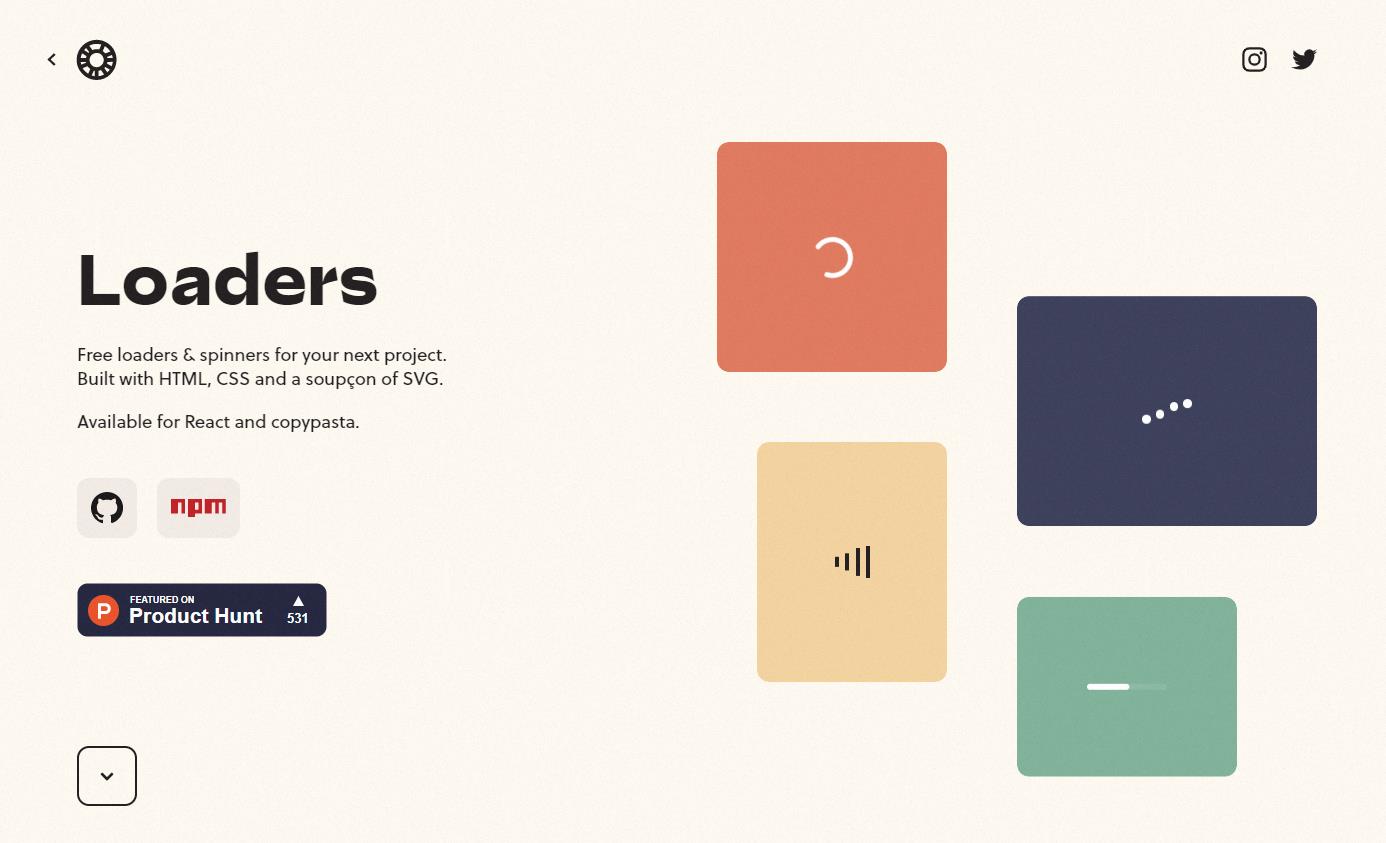 Loaders
Free loaders & spinners for your next project.
Built with HTML, CSS and a soupçon of SVG.
Available for React and copypasta.
npm
P
FEATURED ON
Product Hunt
531